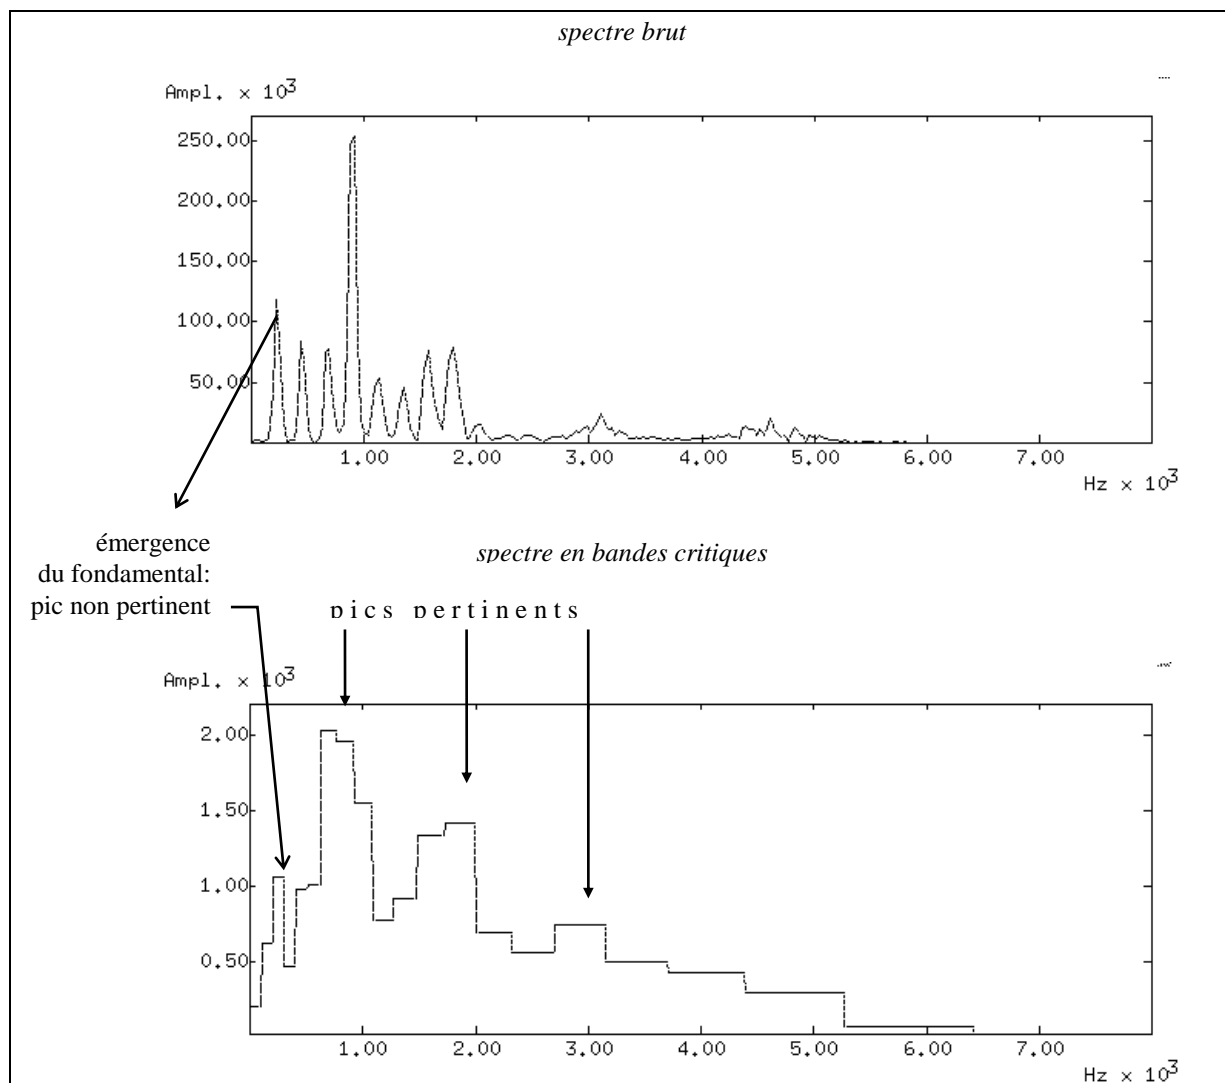 spectre brut
Ampl. × 10³
250.00
200.00
150.00
100.00
50.00
1.00 2.00 3.00 4.00 5.00 6.00 7.00
Hz × 10³
émergence
du fondamental:
pic non pertinent
spectre en bandes critiques
pics pertinents
Ampl. × 10³
2.00
1.50
1.00
0.50
1.00 2.00 3.00 4.00 5.00 6.00 7.00
Hz × 10³